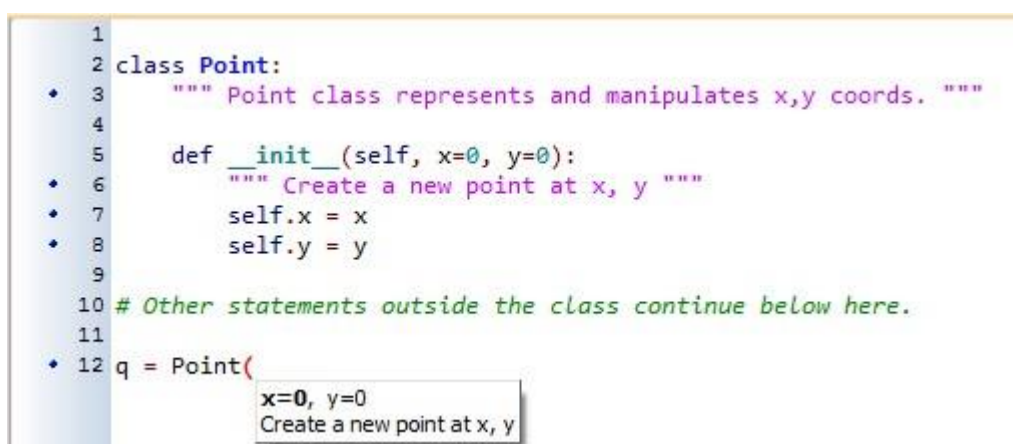 1
2 class Point:
3 """ Point class represents and manipulates x,y coords. """
4
5 def __init__(self, x=0, y=0):
6 """ Create a new point at x, y """
7 self.x = x
8 self.y = y
9
10 # Other statements outside the class continue below here.
11
12 q = Point(
x=0, y=0
Create a new point at x, y